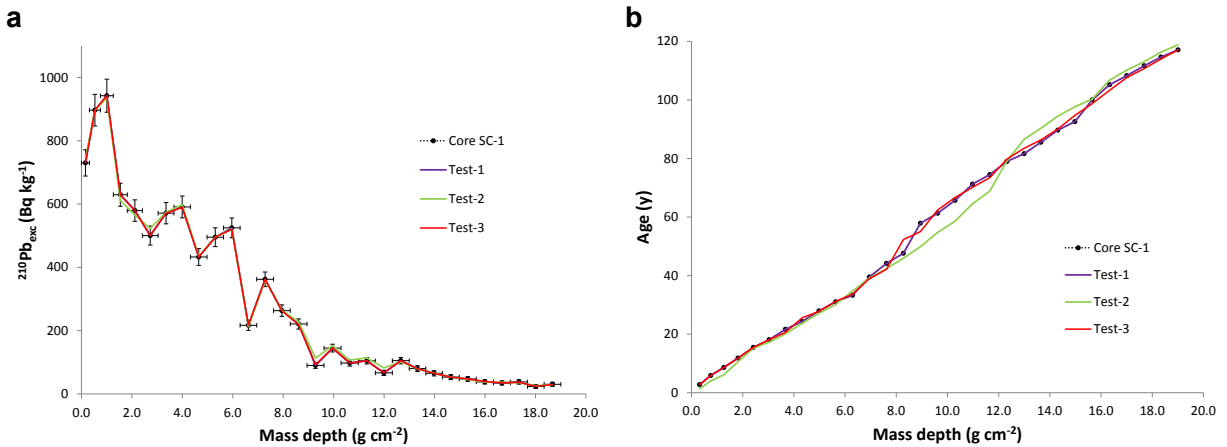 a
1000
800
600
400
200
0
²¹⁰Pbₑₓ꜀ (Bq kg⁻¹)
0.0 2.0 4.0 6.0 8.0 10.0 12.0 14.0 16.0 18.0 20.0
Mass depth (g cm⁻²)
Core SC-1
Test-1
Test-2
Test-3
b
120
100
80
60
40
20
0
Age (y)
0.0 2.0 4.0 6.0 8.0 10.0 12.0 14.0 16.0 18.0 20.0
Mass depth (g cm⁻²)
Core SC-1
Test-1
Test-2
Test-3